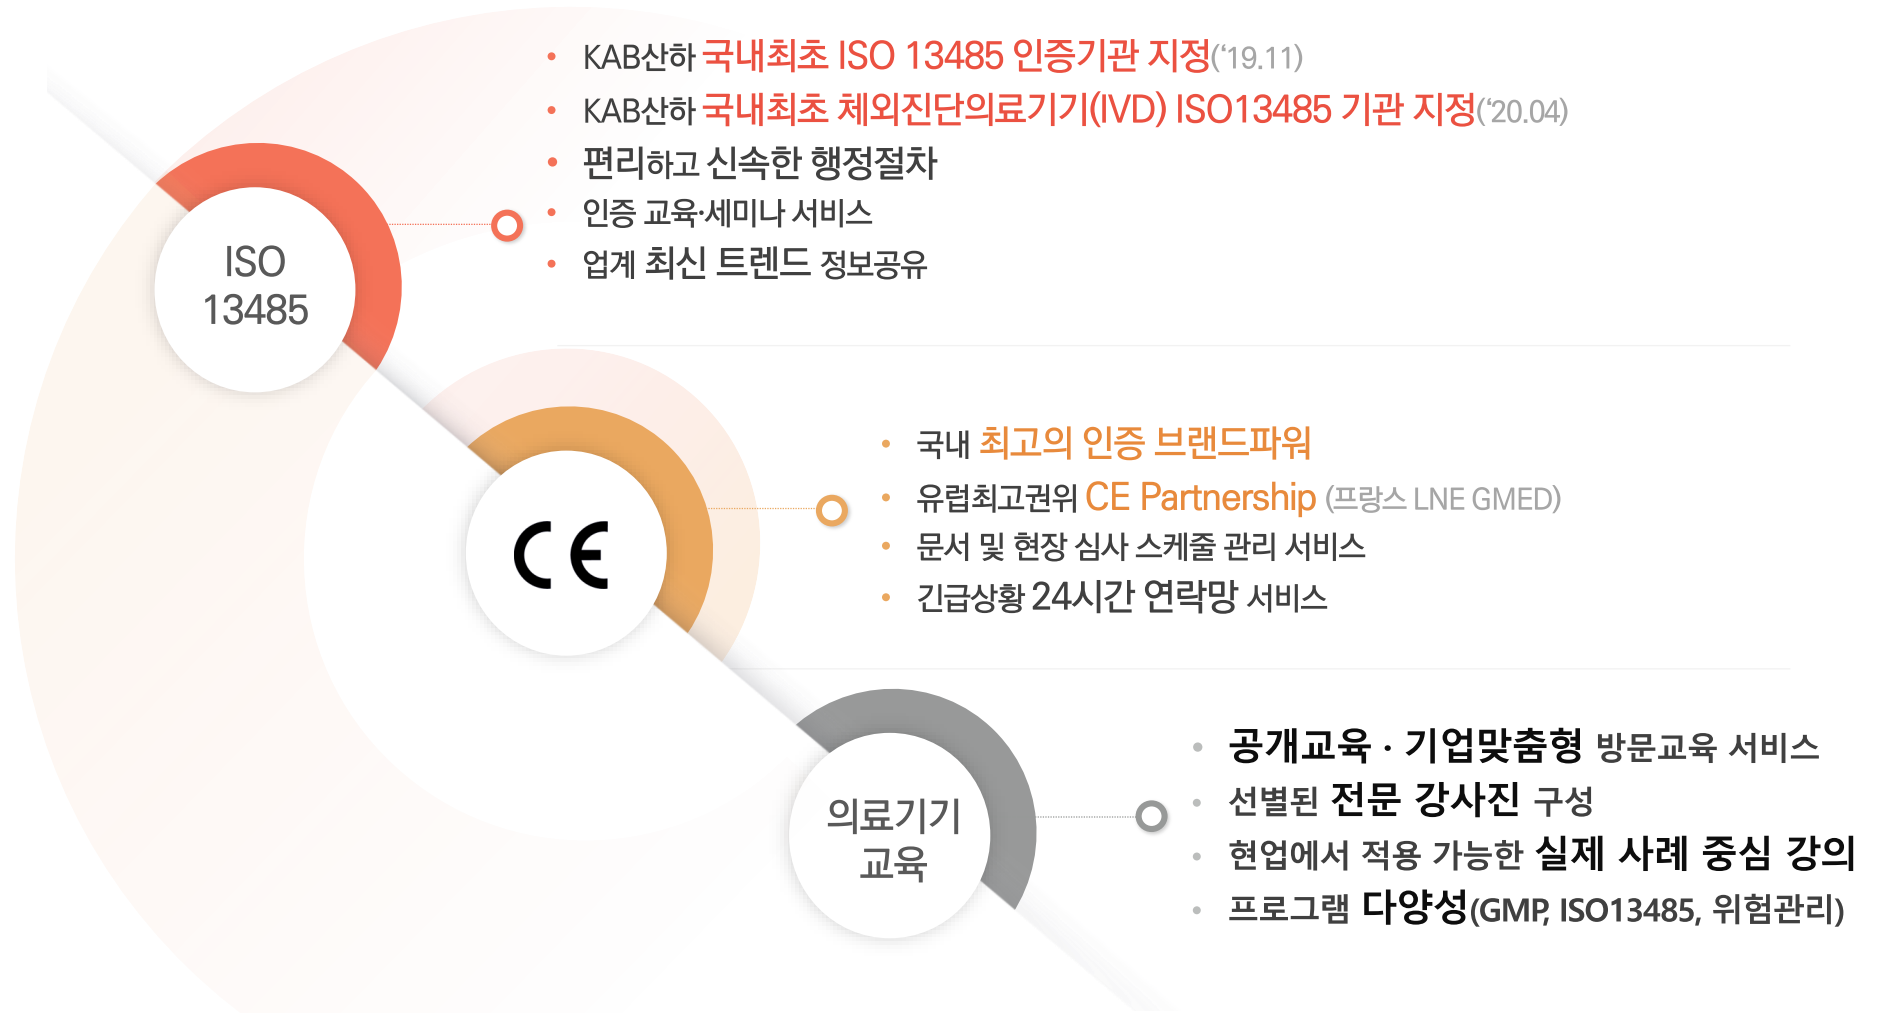 KAB산하 국내최초 ISO 13485 인증기관 지정(‘19.11)
KAB산하 국내최초 체외진단의료기기(IVD) ISO13485 기관 지정(‘20.04)
편리하고 신속한 행정절차
인증 교육·세미나 서비스
업계 최신 트렌드 정보공유
ISO
13485
국내 최고의 인증 브랜드파워
유럽최고권위 CE Partnership (프랑스 LNE GMED)
문서 및 현장 심사 스케줄 관리 서비스
긴급상황 24시간 연락망 서비스
CE
공개교육 · 기업맞춤형 방문교육 서비스
선별된 전문 강사진 구성
현업에서 적용 가능한 실제 사례 중심 강의
프로그램 다양성(GMP, ISO13485, 위험관리)
의료기기
교육